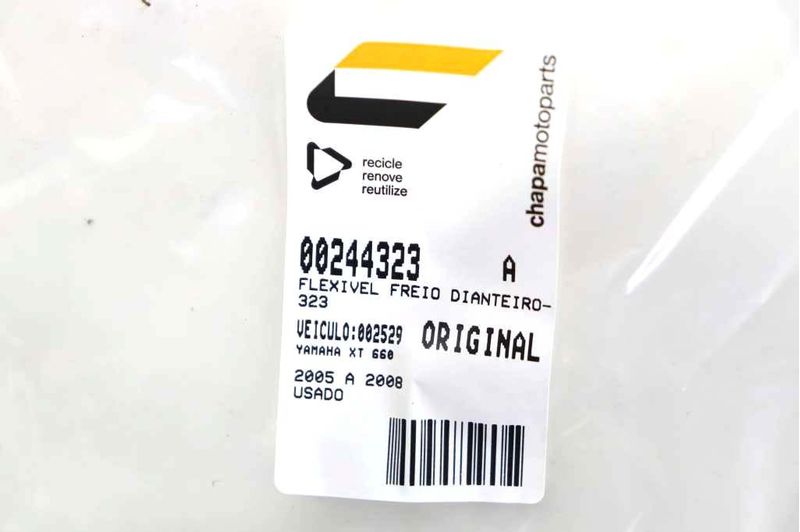 recicle
renove
reutilize
chapamotoparts
00244323 A
FLEXIVEL FREIO DIANTEIRO-
323
VEICULO:002529 ORIGINAL
YAMAHA XT 660
2005 A 2008
USADO